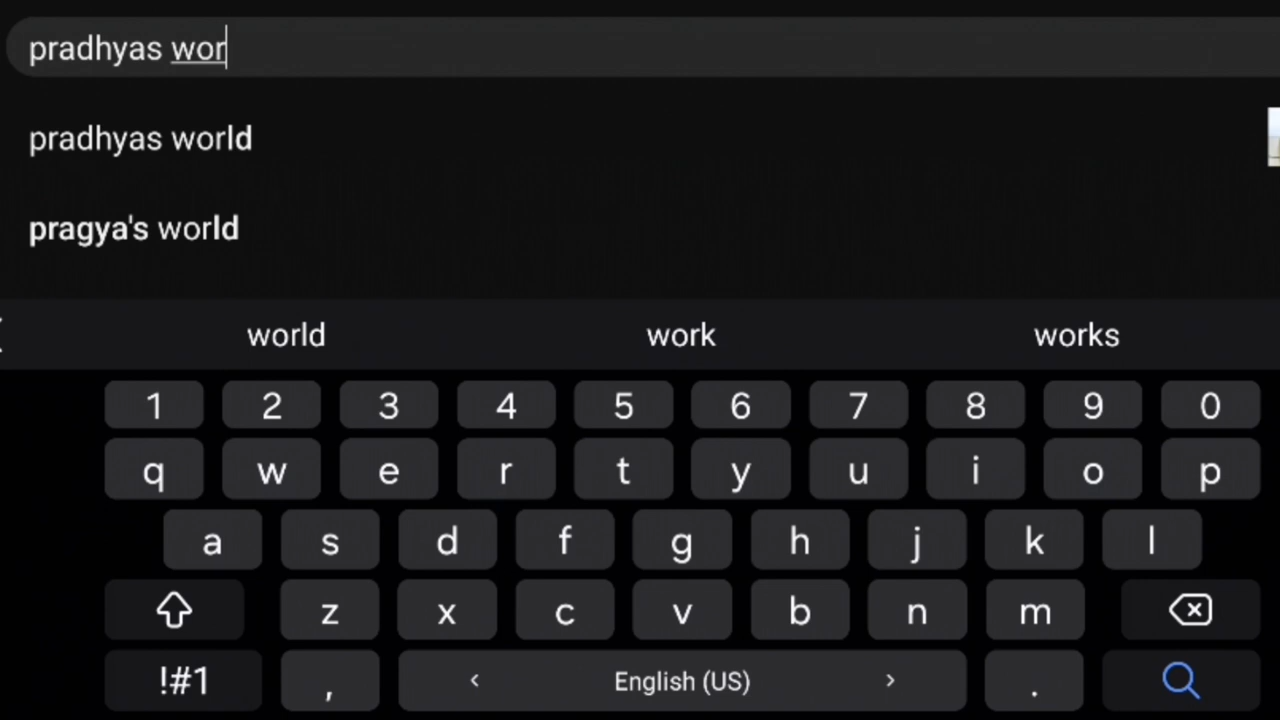 pradhyas wor
pradhyas world
pragya's world
world work works
1 2 3 4 5 6 7 8 9 0
q w e r t y u i o p
a s d f g h j k l
z x c v b n m
!#1 , < English (US) > .